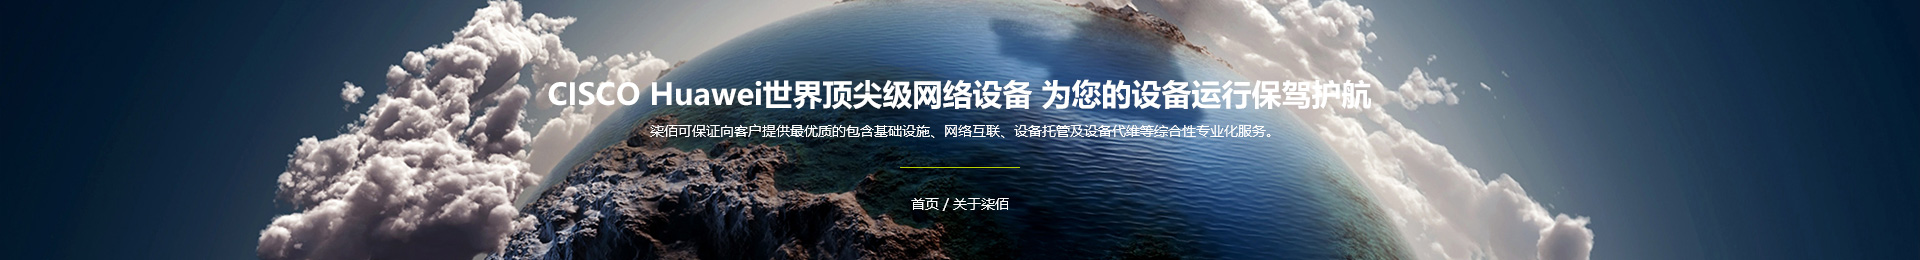 CISCO Huawei世界顶尖级网络设备 为您的设备运行保驾护航
柒佰可保证向客户提供最优质的包含基础设施、网络互联、设备托管及设备代维等综合性专业化服务。
首页 / 关于柒佰